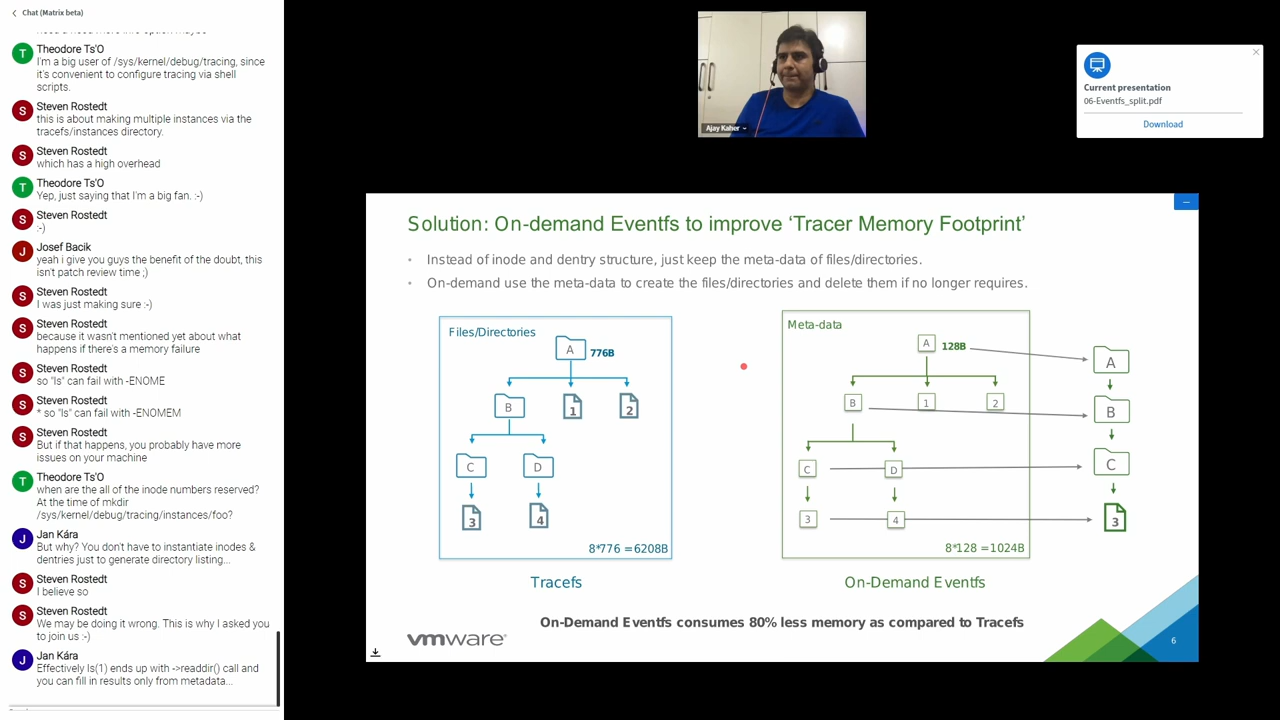 Chat (Matrix beta)
Theodore Ts'O
I'm a big user of /sys/kernel/debug/tracing, since
it's convenient to configure tracing via shell
scripts.
Steven Rostedt
this is about making multiple instances via the
tracefs/instances directory.
Steven Rostedt
which has a high overhead
Theodore Ts'O
Yep, just saying that I'm a big fan. :-)
Steven Rostedt
:-)
Josef Bacik
yeah i give you guys the benefit of the doubt, this
isn't patch review time ;)
Steven Rostedt
I was just making sure :-)
Steven Rostedt
because it wasn't mentioned yet about what
happens if there's a memory failure
Steven Rostedt
so "ls" can fail with -ENOME
Steven Rostedt
* so "ls" can fail with -ENOMEM
Steven Rostedt
But if that happens, you probably have more
issues on your machine
Theodore Ts'O
when are the all of the inode numbers reserved?
At the time of mkdir
/sys/kernel/debug/tracing/instances/foo?
Jan Kára
But why? You don't have to instantiate inodes &
dentries just to generate directory listing...
Steven Rostedt
I believe so
Steven Rostedt
We may be doing it wrong. This is why I asked you
to join us :-)
Jan Kára
Effectively ls(1) ends up with ->readdir() call and
you can fill in results only from metadata...
Ajay Kaher
Current presentation
06-Eventfs_split.pdf
Download
Solution: On-demand Eventfs to improve ‘Tracer Memory Footprint’
• Instead of inode and dentry structure, just keep the meta-data of files/directories.
• On-demand use the meta-data to create the files/directories and delete them if no longer requires.
Files/Directories
A 776B
B 1 2
C D
3 4
8*776 =6208B
Tracefs
Meta-data
A 128B
B 1 2
C D
3 4
8*128 =1024B
On-Demand Eventfs
A
B
C
3
On-Demand Eventfs consumes 80% less memory as compared to Tracefs
vmware®
6